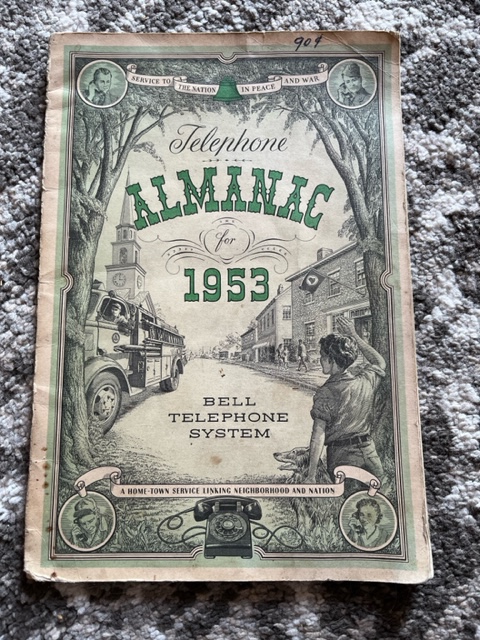 904
SERVICE TO THE NATION IN PEACE AND WAR
Telephone
ALMANAC
for
1953
BELL
TELEPHONE
SYSTEM
A HOME-TOWN SERVICE LINKING NEIGHBORHOOD AND NATION